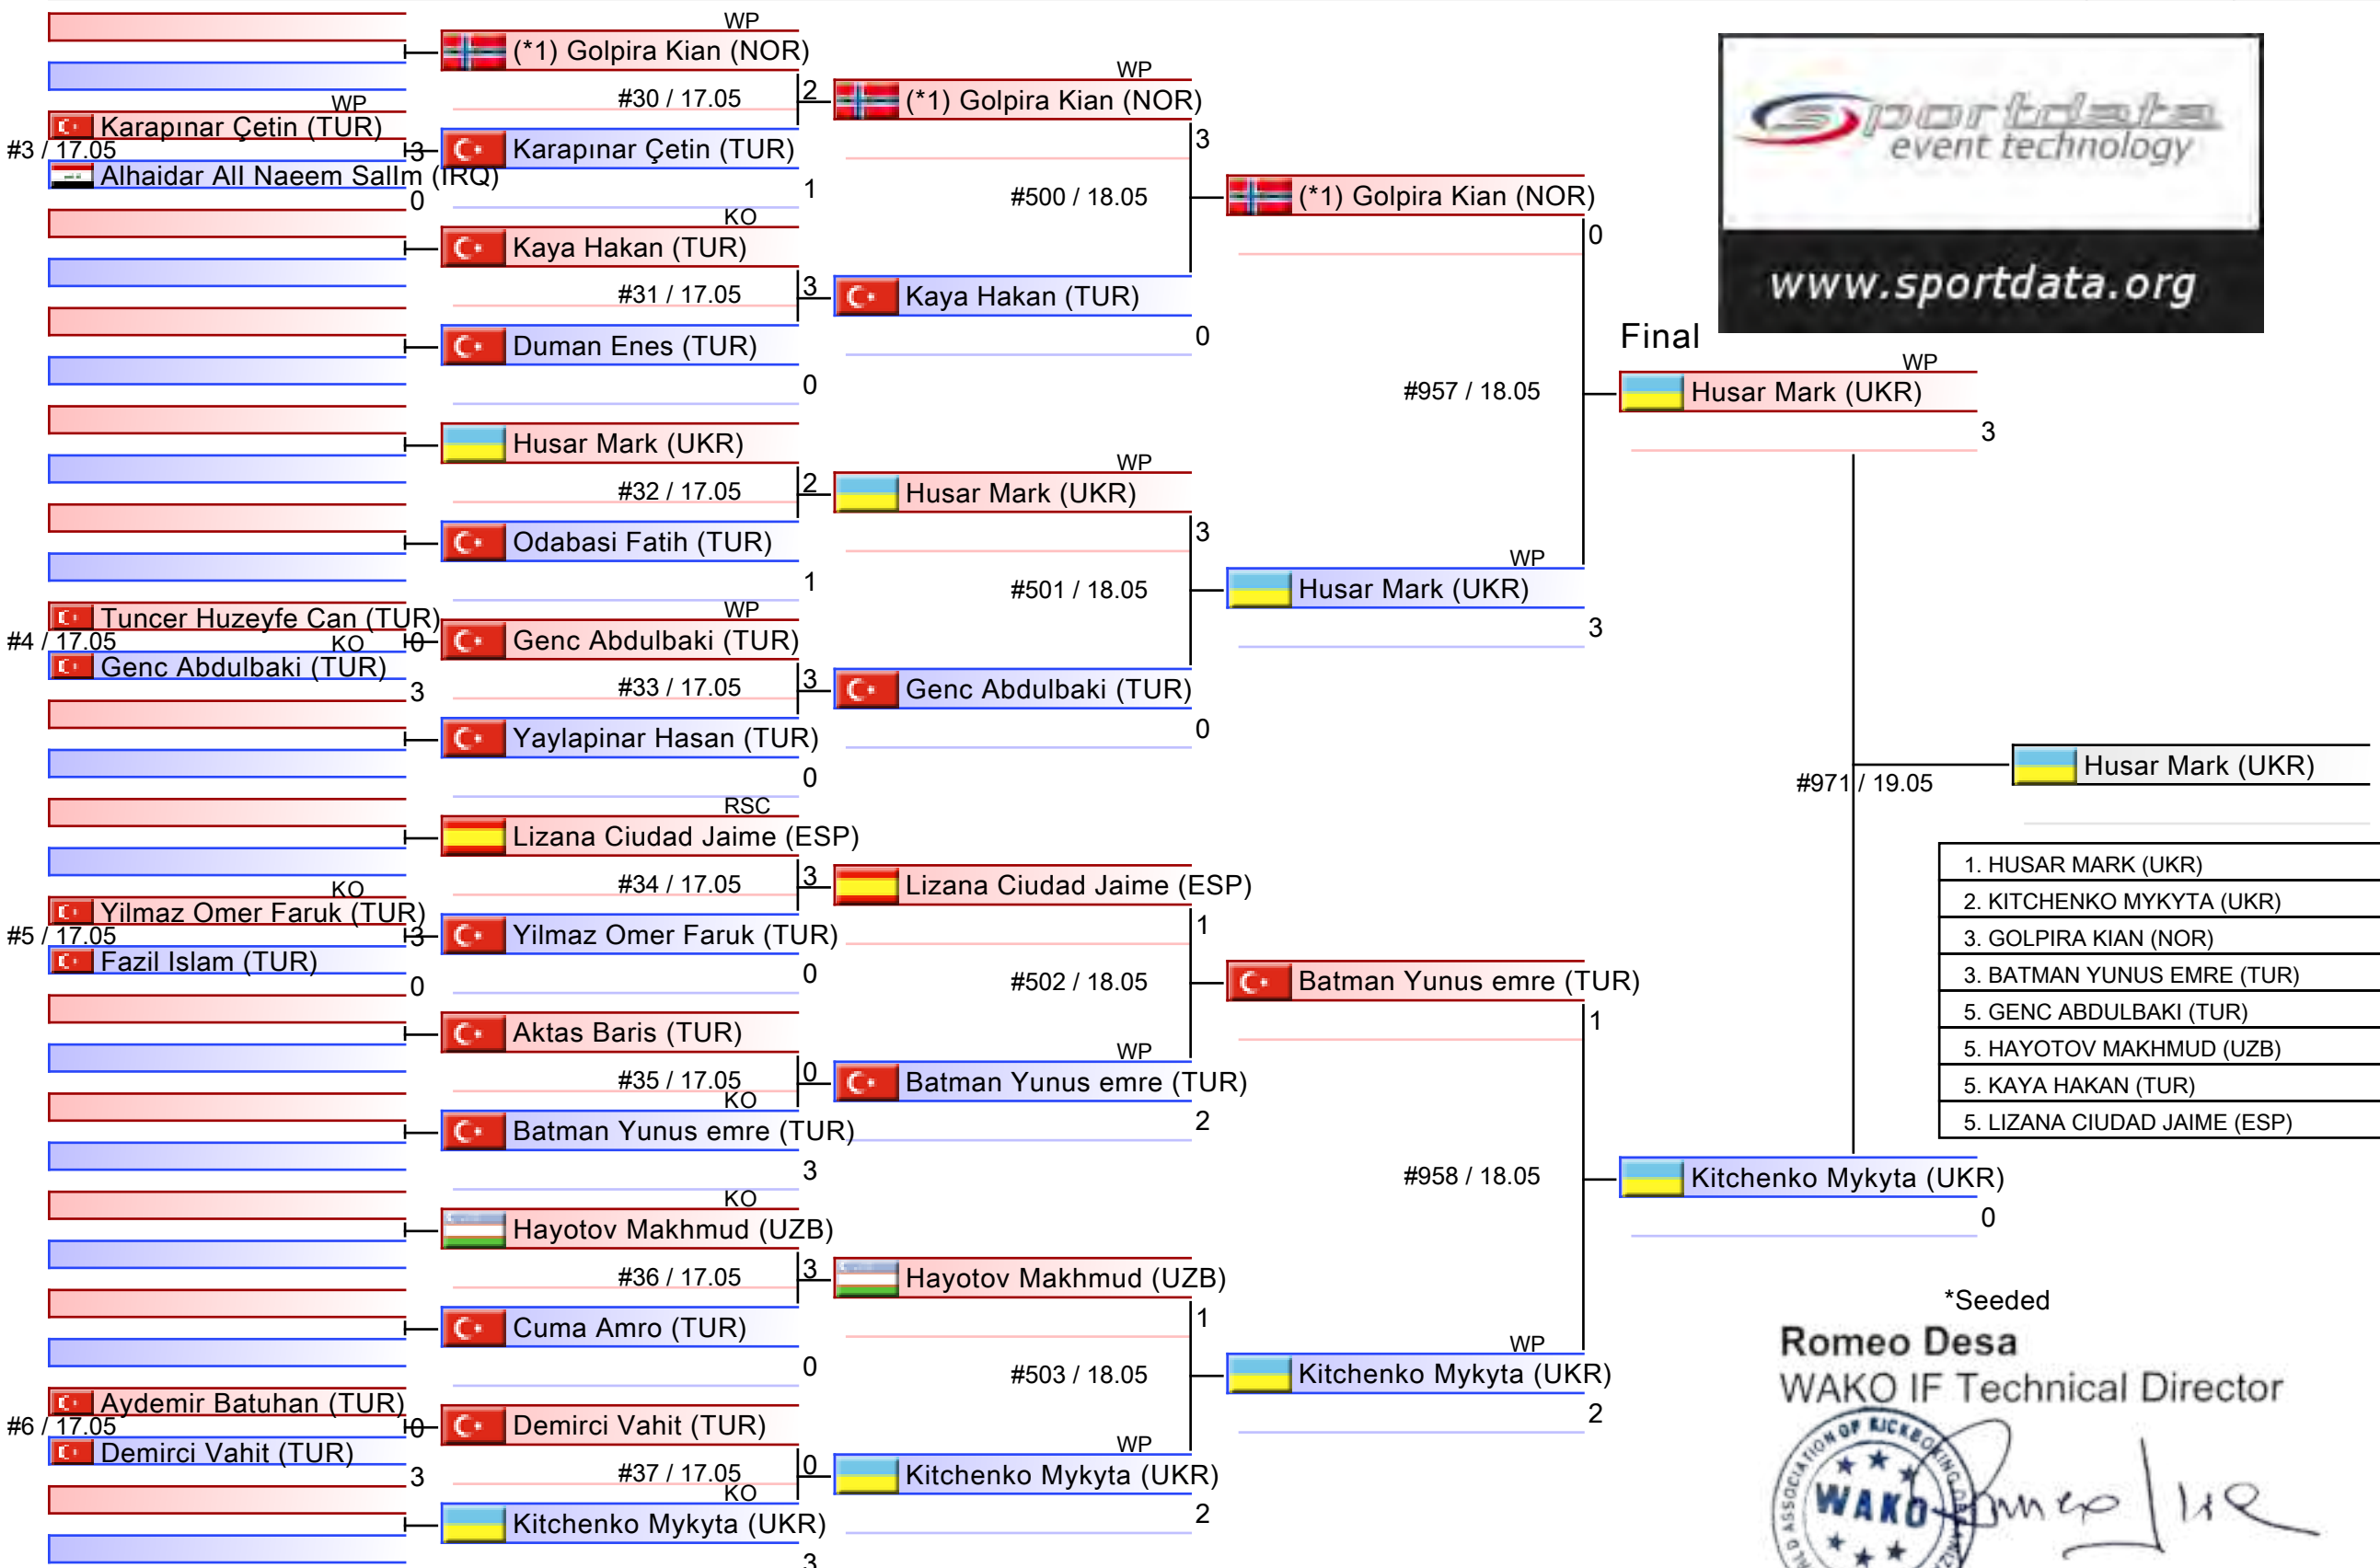 WP
Karapınar Çetin (TUR)
#3 / 17.05
3
Alhaidar All Naeem Sallm (IRQ)
0
Tuncer Huzeyfe Can (TUR)
#4 / 17.05
KO
0
Genc Abdulbaki (TUR)
3
KO
Yilmaz Omer Faruk (TUR)
#5 / 17.05
3
Fazil Islam (TUR)
0
Aydemir Batuhan (TUR)
#6 / 17.05
0
Demirci Vahit (TUR)
3
WP
(*1) Golpira Kian (NOR)
#30 / 17.05
2
Karapınar Çetin (TUR)
1
KO
Kaya Hakan (TUR)
#31 / 17.05
3
Duman Enes (TUR)
0
Husar Mark (UKR)
#32 / 17.05
2
Odabasi Fatih (TUR)
1
WP
Genc Abdulbaki (TUR)
#33 / 17.05
3
Yaylapinar Hasan (TUR)
0
RSC
Lizana Ciudad Jaime (ESP)
#34 / 17.05
3
Yilmaz Omer Faruk (TUR)
0
Aktas Baris (TUR)
#35 / 17.05
0
KO
Batman Yunus emre (TUR)
3
KO
Hayotov Makhmud (UZB)
#36 / 17.05
3
Cuma Amro (TUR)
0
Demirci Vahit (TUR)
#37 / 17.05
0
KO
Kitchenko Mykyta (UKR)
3
WP
(*1) Golpira Kian (NOR)
3
#500 / 18.05
Kaya Hakan (TUR)
0
WP
Husar Mark (UKR)
3
#501 / 18.05
Genc Abdulbaki (TUR)
0
Lizana Ciudad Jaime (ESP)
1
#502 / 18.05
WP
Batman Yunus emre (TUR)
2
Hayotov Makhmud (UZB)
1
#503 / 18.05
WP
Kitchenko Mykyta (UKR)
2
(*1) Golpira Kian (NOR)
0
#957 / 18.05
WP
Husar Mark (UKR)
3
Batman Yunus emre (TUR)
1
#958 / 18.05
WP
Kitchenko Mykyta (UKR)
2
sportdata
event technology
www.sportdata.org
Final
WP
Husar Mark (UKR)
3
#971 / 19.05
Kitchenko Mykyta (UKR)
0
Husar Mark (UKR)
1. HUSAR MARK (UKR)
2. KITCHENKO MYKYTA (UKR)
3. GOLPIRA KIAN (NOR)
3. BATMAN YUNUS EMRE (TUR)
5. GENC ABDULBAKI (TUR)
5. HAYOTOV MAKHMUD (UZB)
5. KAYA HAKAN (TUR)
5. LIZANA CIUDAD JAIME (ESP)
*Seeded
Romeo Desa
WAKO IF Technical Director
ASSOCIATION OF
WAKO